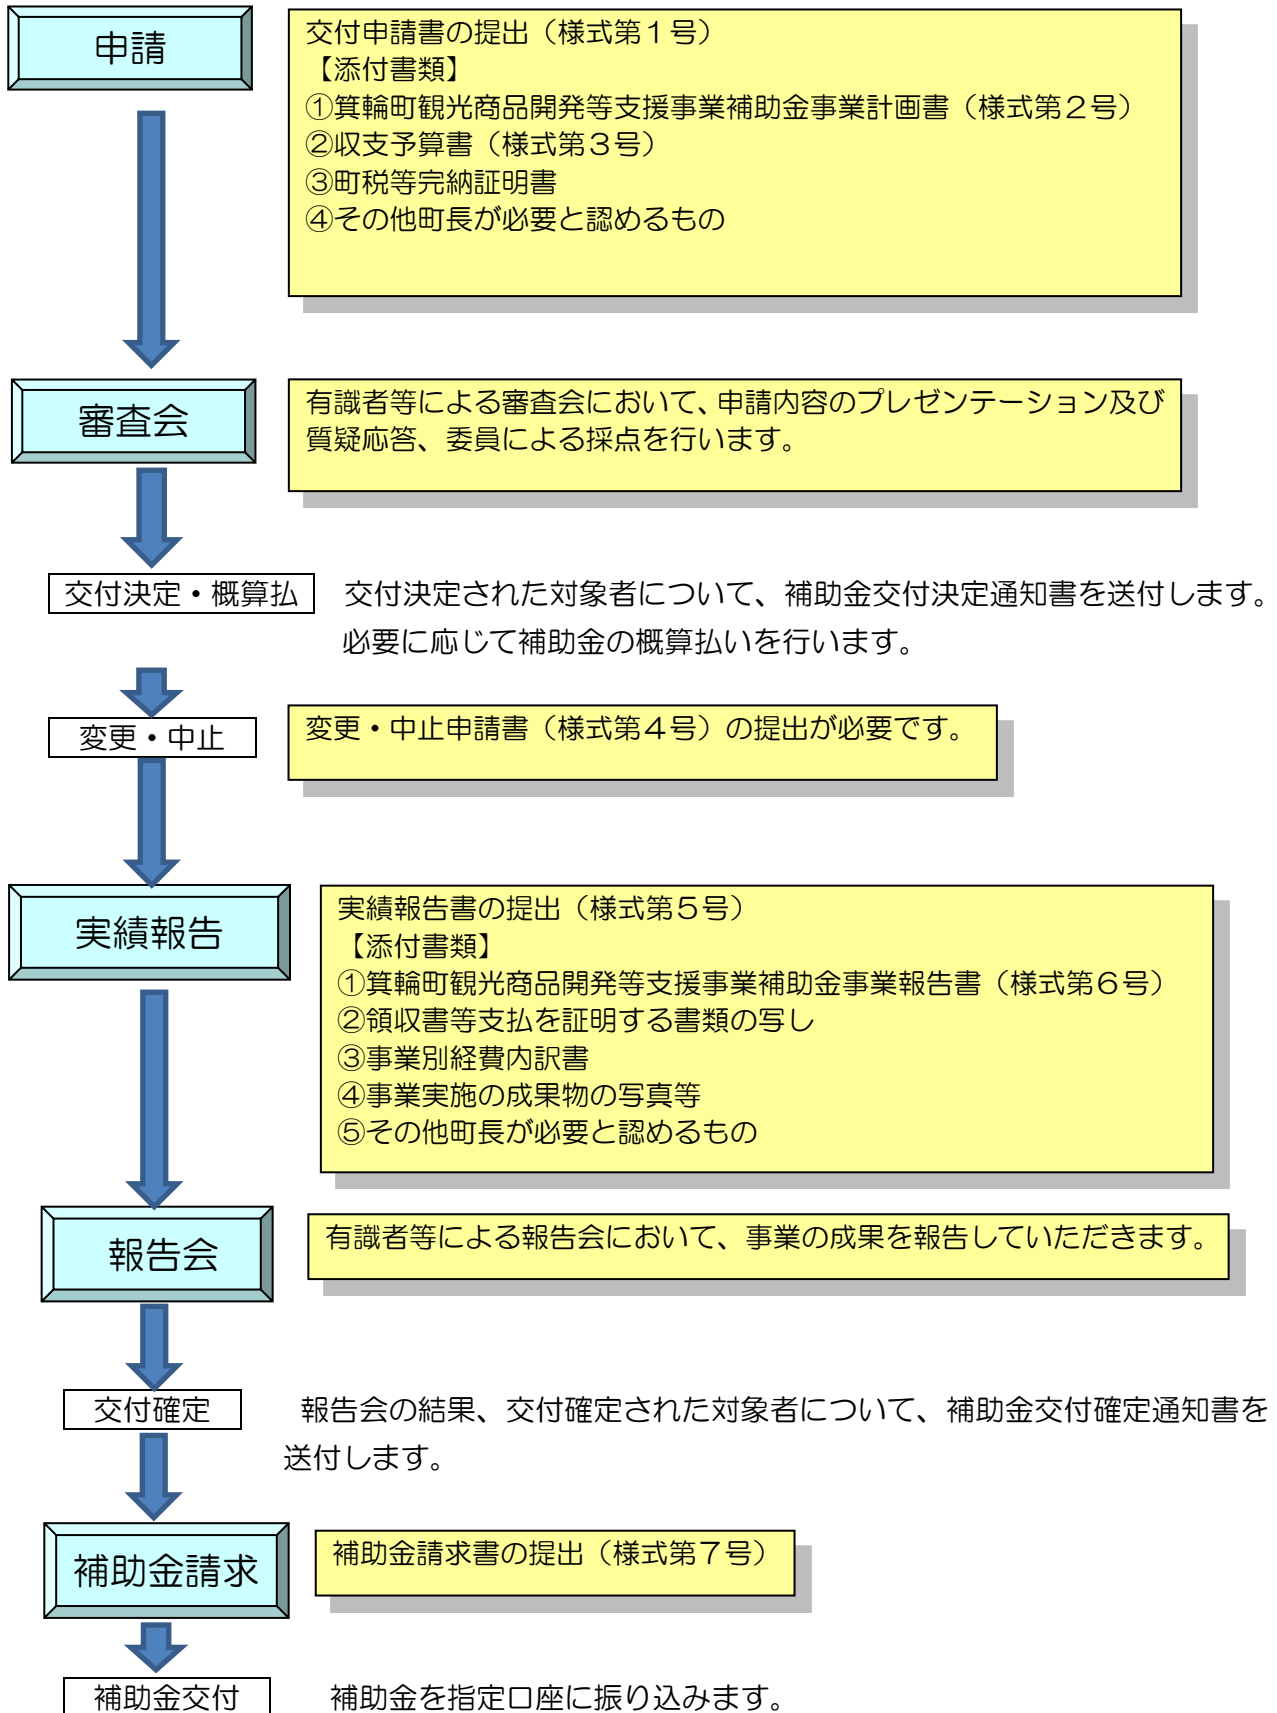 申請
交付申請書の提出（様式第１号）
【添付書類】
①箕輪町観光商品開発等支援事業補助金事業計画書（様式第２号）
②収支予算書（様式第３号）
③町税等完納証明書
④その他町長が必要と認めるもの
審査会
有識者等による審査会において、申請内容のプレゼンテーション及び
質疑応答、委員による採点を行います。
交付決定・概算払
交付決定された対象者について、補助金交付決定通知書を送付します。
必要に応じて補助金の概算払いを行います。
変更・中止
変更・中止申請書（様式第４号）の提出が必要です。
実績報告
実績報告書の提出（様式第５号）
【添付書類】
①箕輪町観光商品開発等支援事業補助金事業報告書（様式第６号）
②領収書等支払を証明する書類の写し
③事業別経費内訳書
④事業実施の成果物の写真等
⑤その他町長が必要と認めるもの
報告会
有識者等による報告会において、事業の成果を報告していただきます。
交付確定
報告会の結果、交付確定された対象者について、補助金交付確定通知書を
送付します。
補助金請求
補助金請求書の提出（様式第７号）
補助金交付
補助金を指定口座に振り込みます。